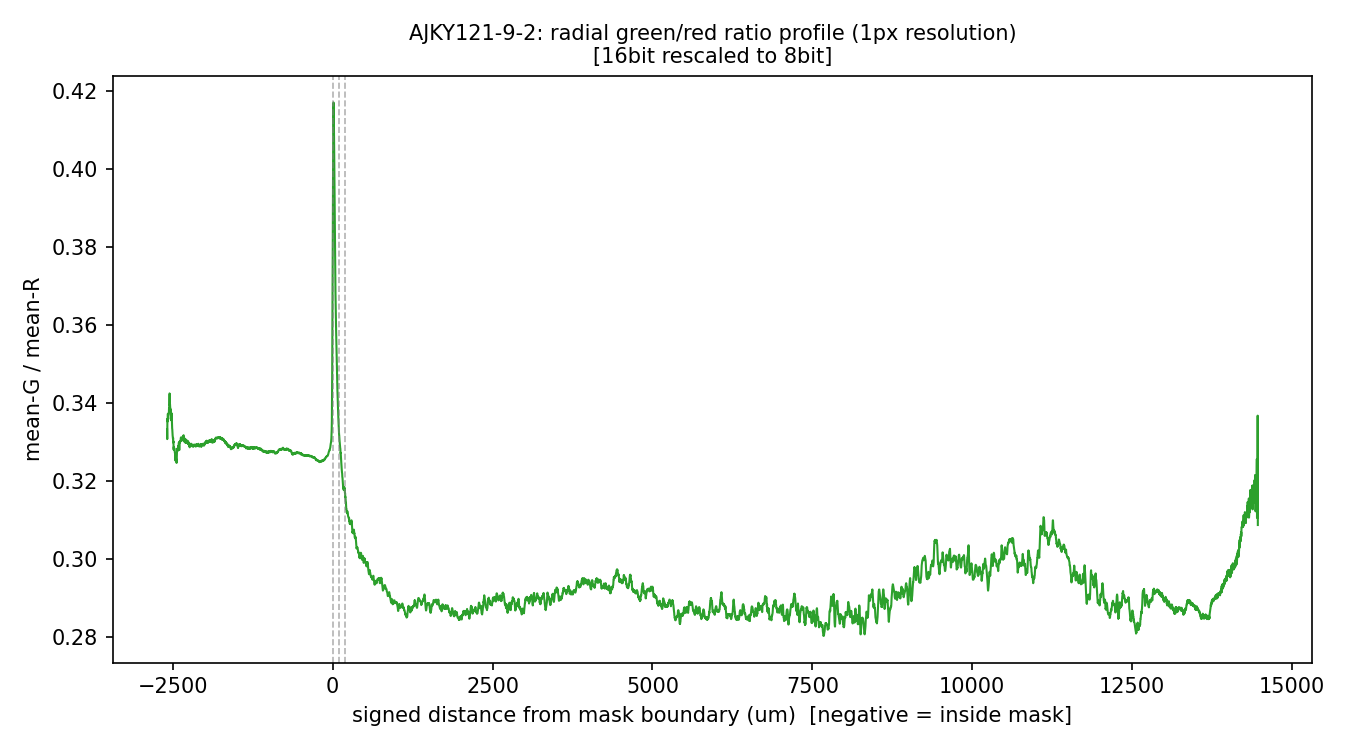 AJKY121-9-2: radial green/red ratio profile (1px resolution)
[16bit rescaled to 8bit]
0.42
0.40
0.38
0.36
0.34
0.32
0.30
0.28
mean-G / mean-R
−2500 0 2500 5000 7500 10000 12500 15000
signed distance from mask boundary (um)  [negative = inside mask]